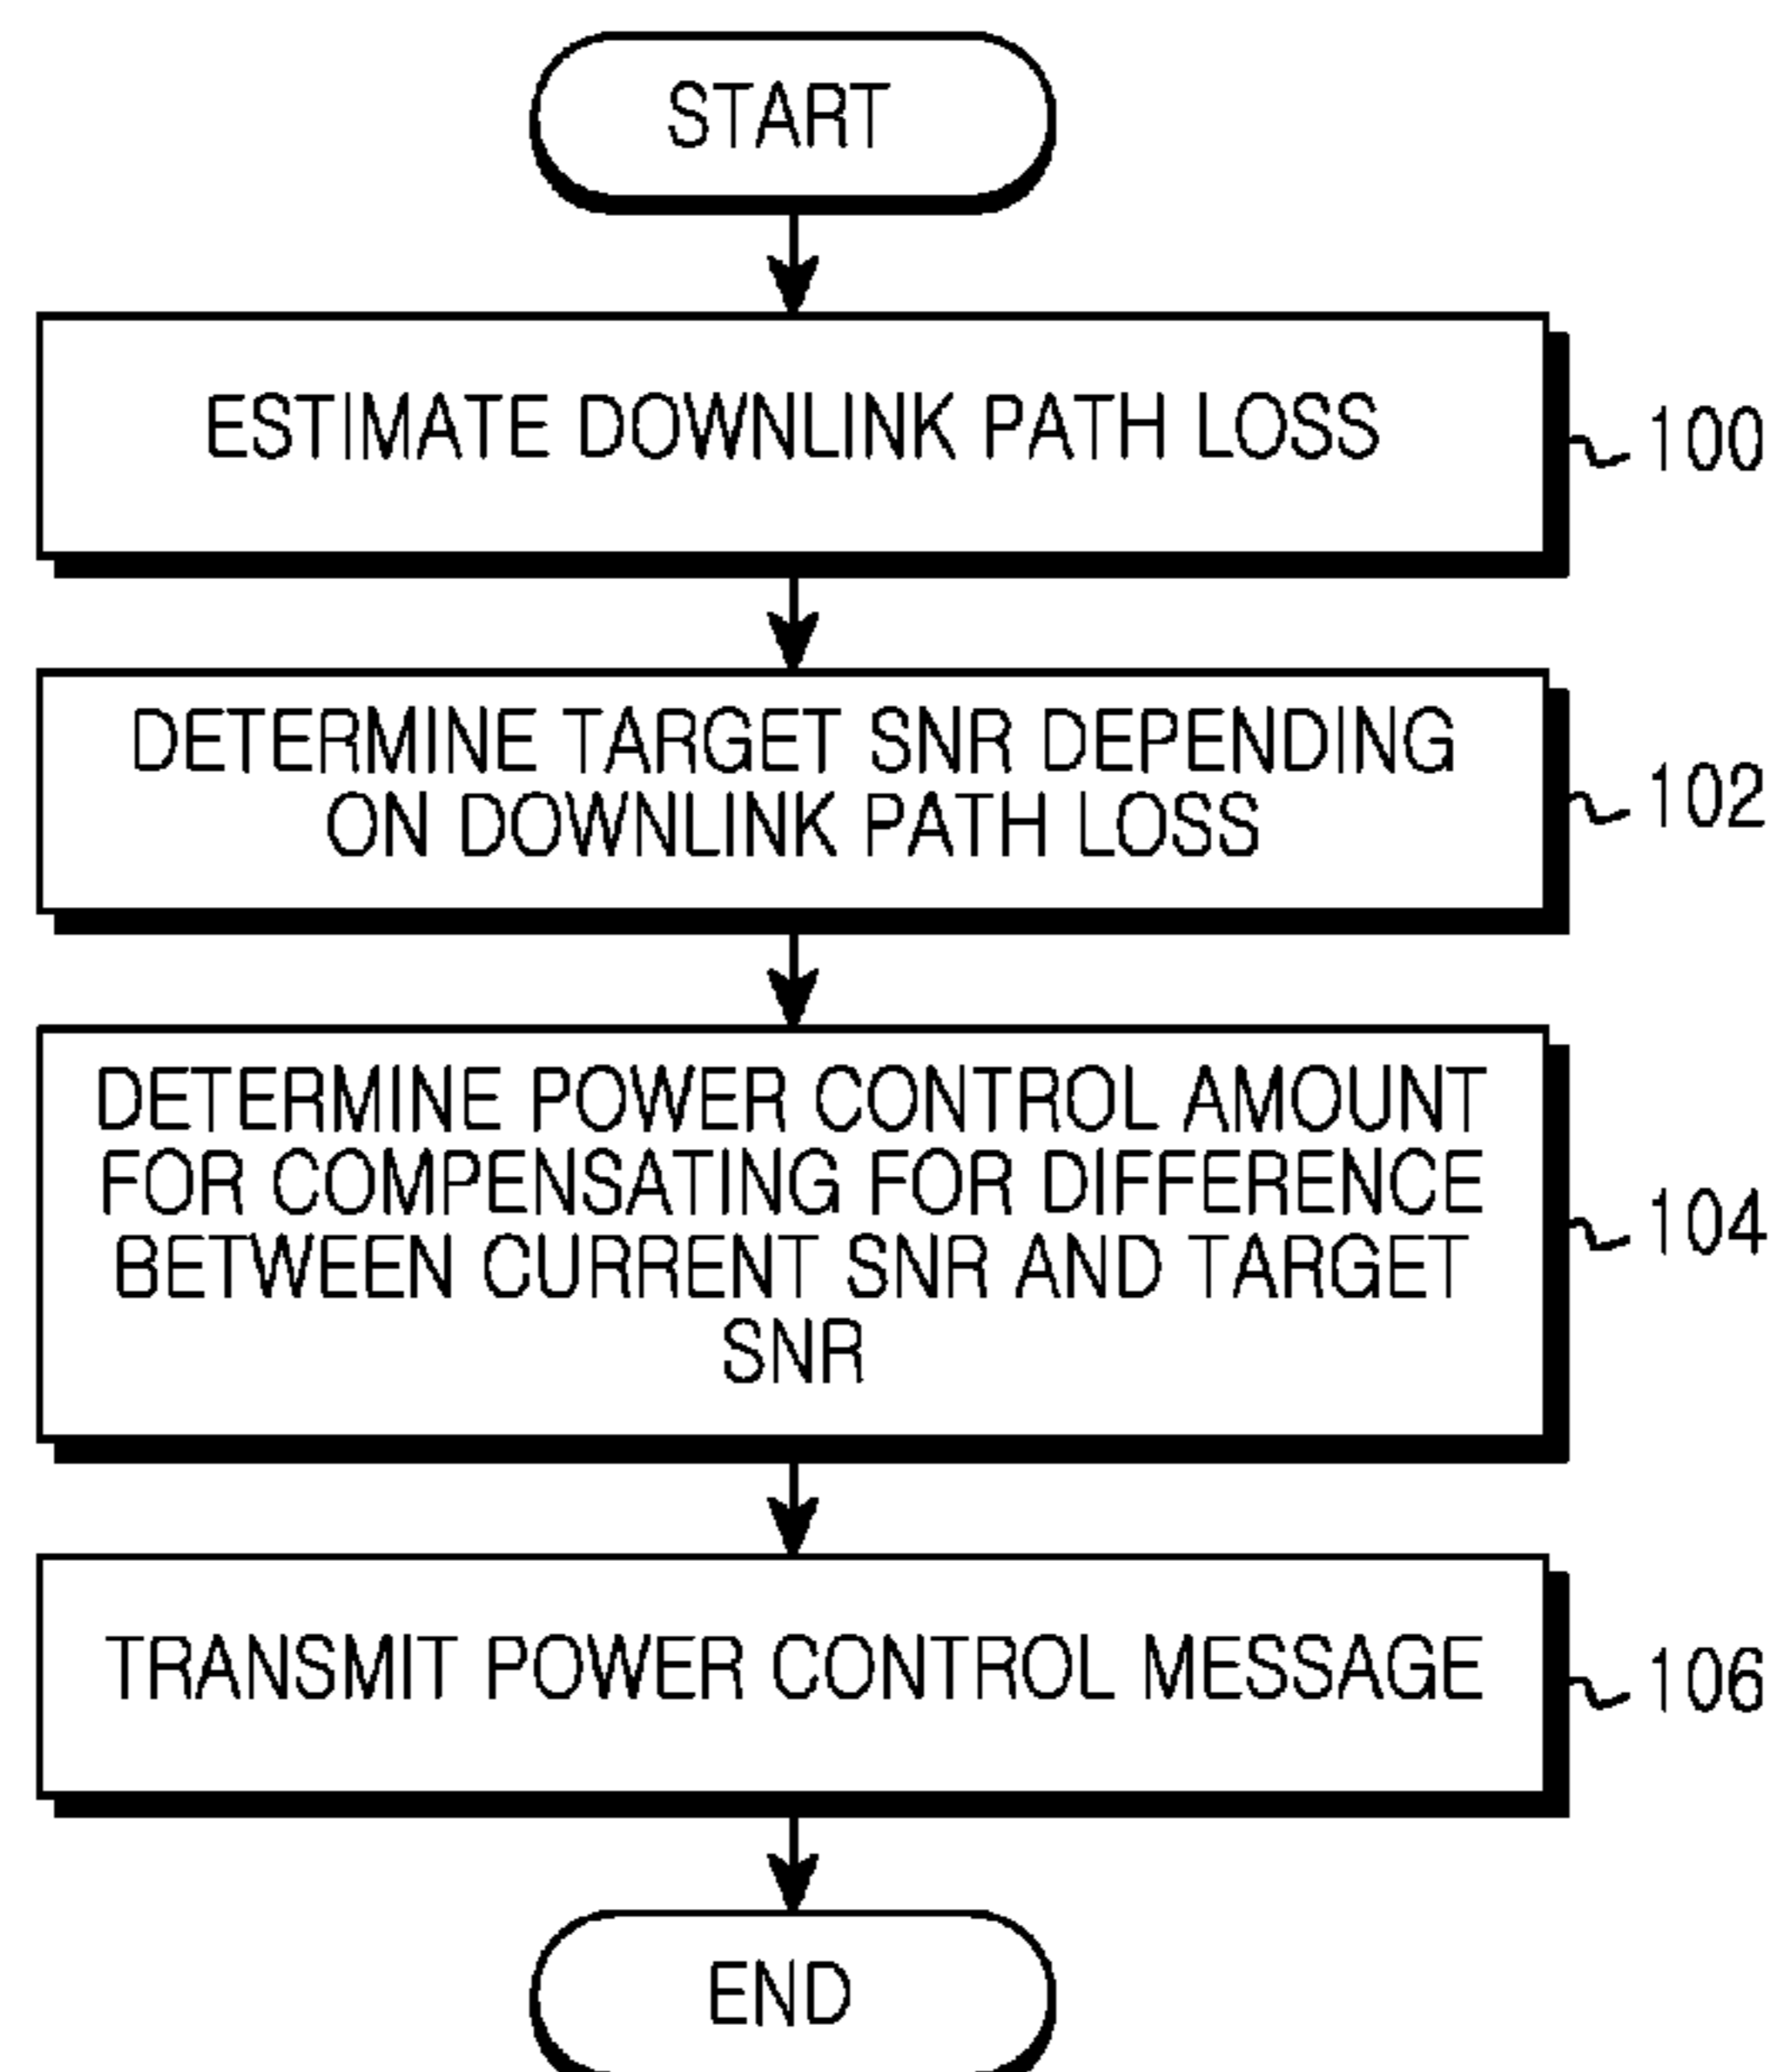 START
ESTIMATE DOWNLINK PATH LOSS
100
DETERMINE TARGET SNR DEPENDING
ON DOWNLINK PATH LOSS
102
DETERMINE POWER CONTROL AMOUNT
FOR COMPENSATING FOR DIFFERENCE
BETWEEN CURRENT SNR AND TARGET
SNR
104
TRANSMIT POWER CONTROL MESSAGE
106
END